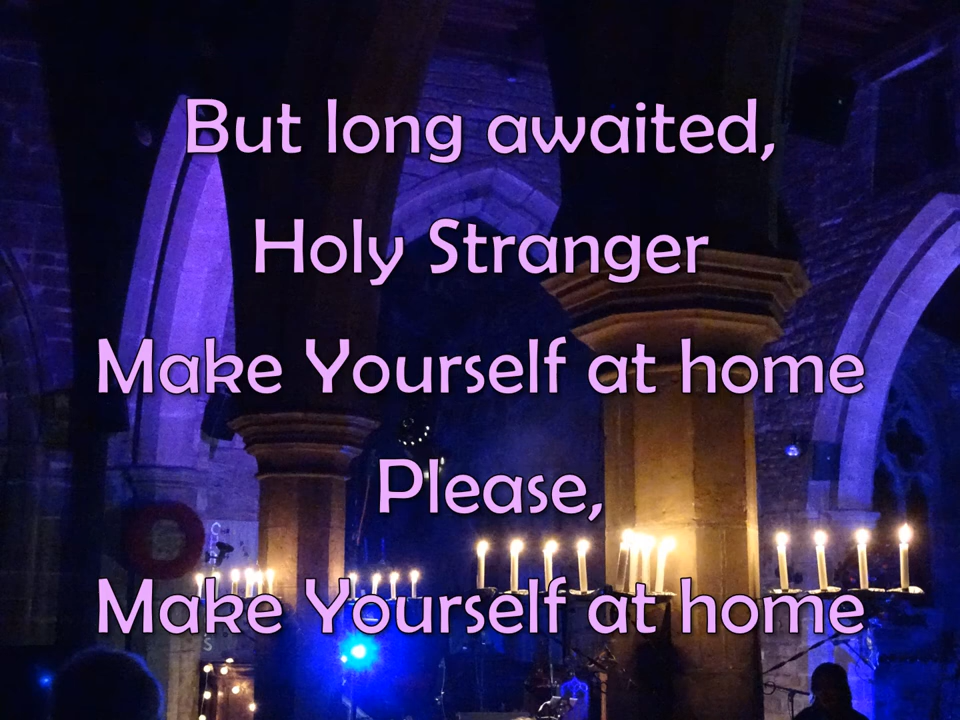 But long awaited,
Holy Stranger
Make Yourself at home
Please,
Make Yourself at home